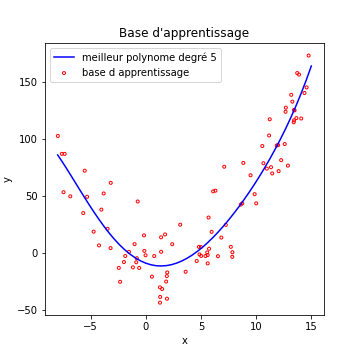 Base d'apprentissage
meilleur polynome degré 5
base d apprentissage
y
150
100
50
0
−50
−5
0
5
10
15
x